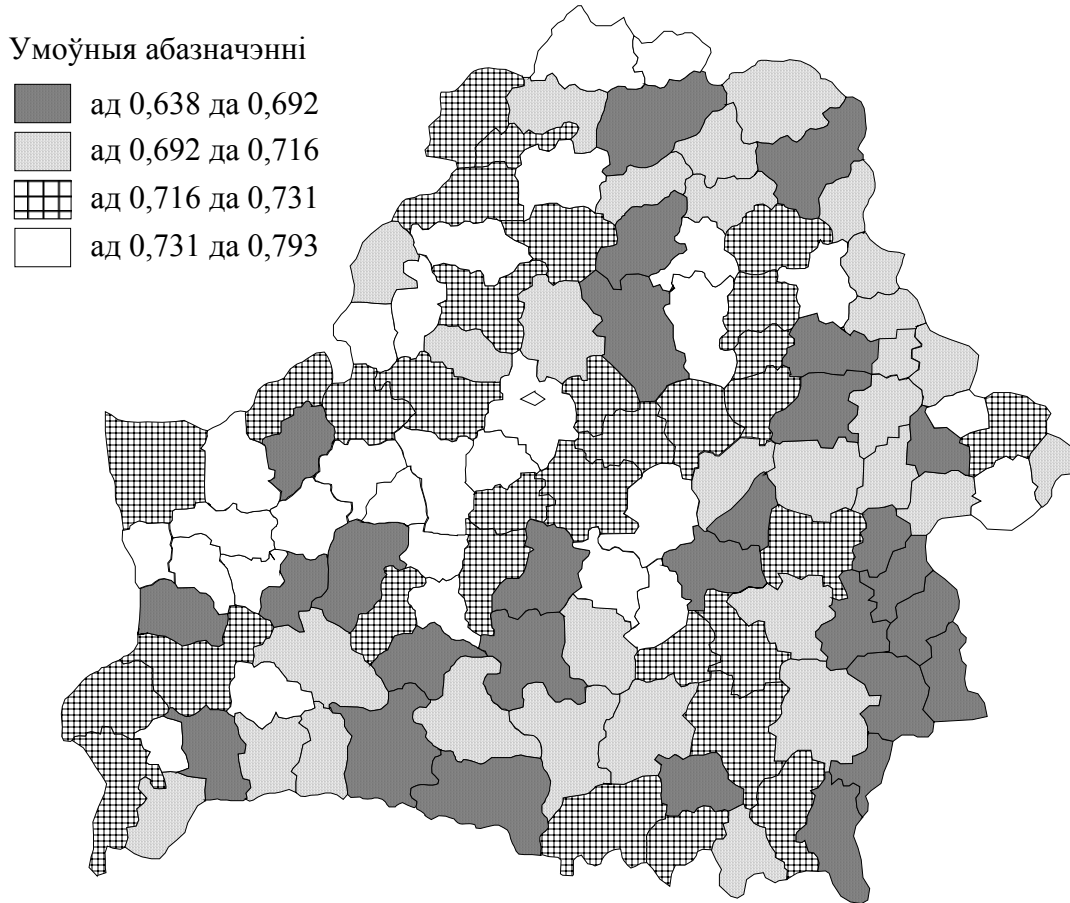 Умоўныя абазначэнні
ад 0,638 да 0,692
ад 0,692 да 0,716
ад 0,716 да 0,731
ад 0,731 да 0,793